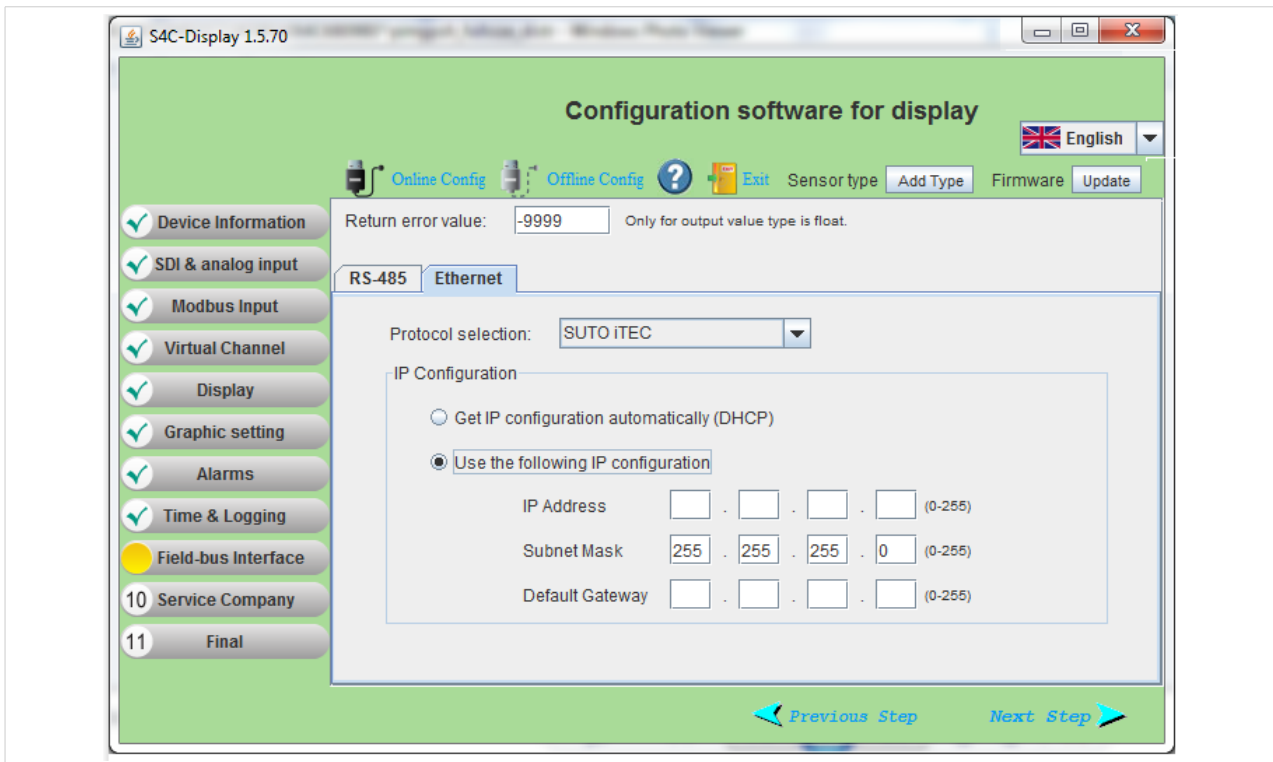 S4C-Display 1.5.70
Configuration software for display
English
Online Config Offline Config ? Exit Sensor type Add Type Firmware Update
Device Information
SDI & analog input
Modbus Input
Virtual Channel
Display
Graphic setting
Alarms
Time & Logging
Field-bus Interface
10 Service Company
11 Final
Return error value: -9999 Only for output value type is float.
RS-485 Ethernet
Protocol selection: SUTO iTEC
IP Configuration
Get IP configuration automatically (DHCP)
Use the following IP configuration
IP Address . . . (0-255)
Subnet Mask 255 . 255 . 255 . 0 (0-255)
Default Gateway . . . (0-255)
Previous Step Next Step